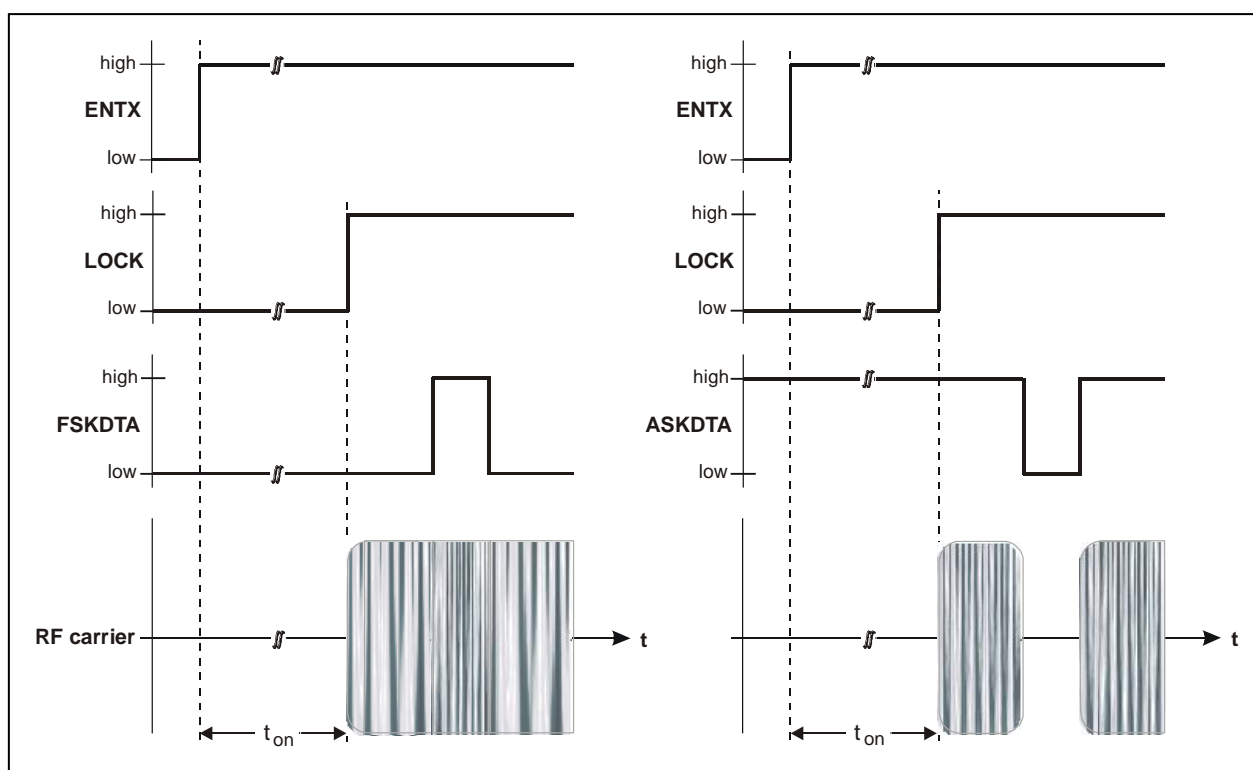 high
ENTX
low
high
LOCK
low
high
FSKDTA
low
RF carrier
t
t on
high
ENTX
low
high
LOCK
low
high
ASKDTA
low
t
t on